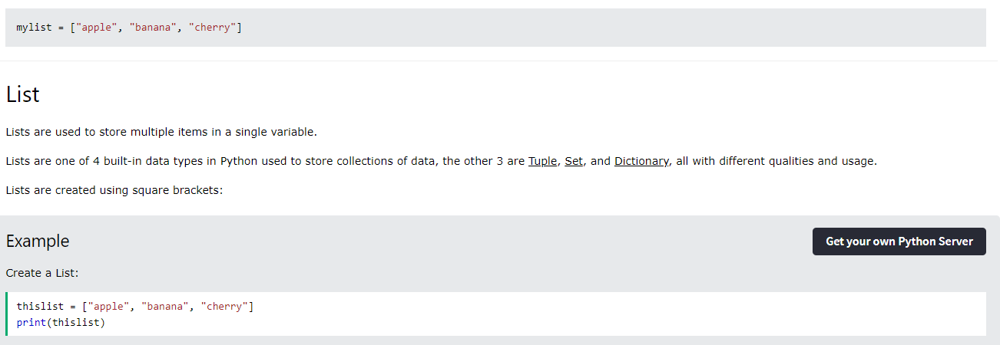 mylist = ["apple", "banana", "cherry"]
List
Lists are used to store multiple items in a single variable.
Lists are one of 4 built-in data types in Python used to store collections of data, the other 3 are Tuple, Set, and Dictionary, all with different qualities and usage.
Lists are created using square brackets:
Example
Get your own Python Server
Create a List:
thislist = ["apple", "banana", "cherry"]
print(thislist)